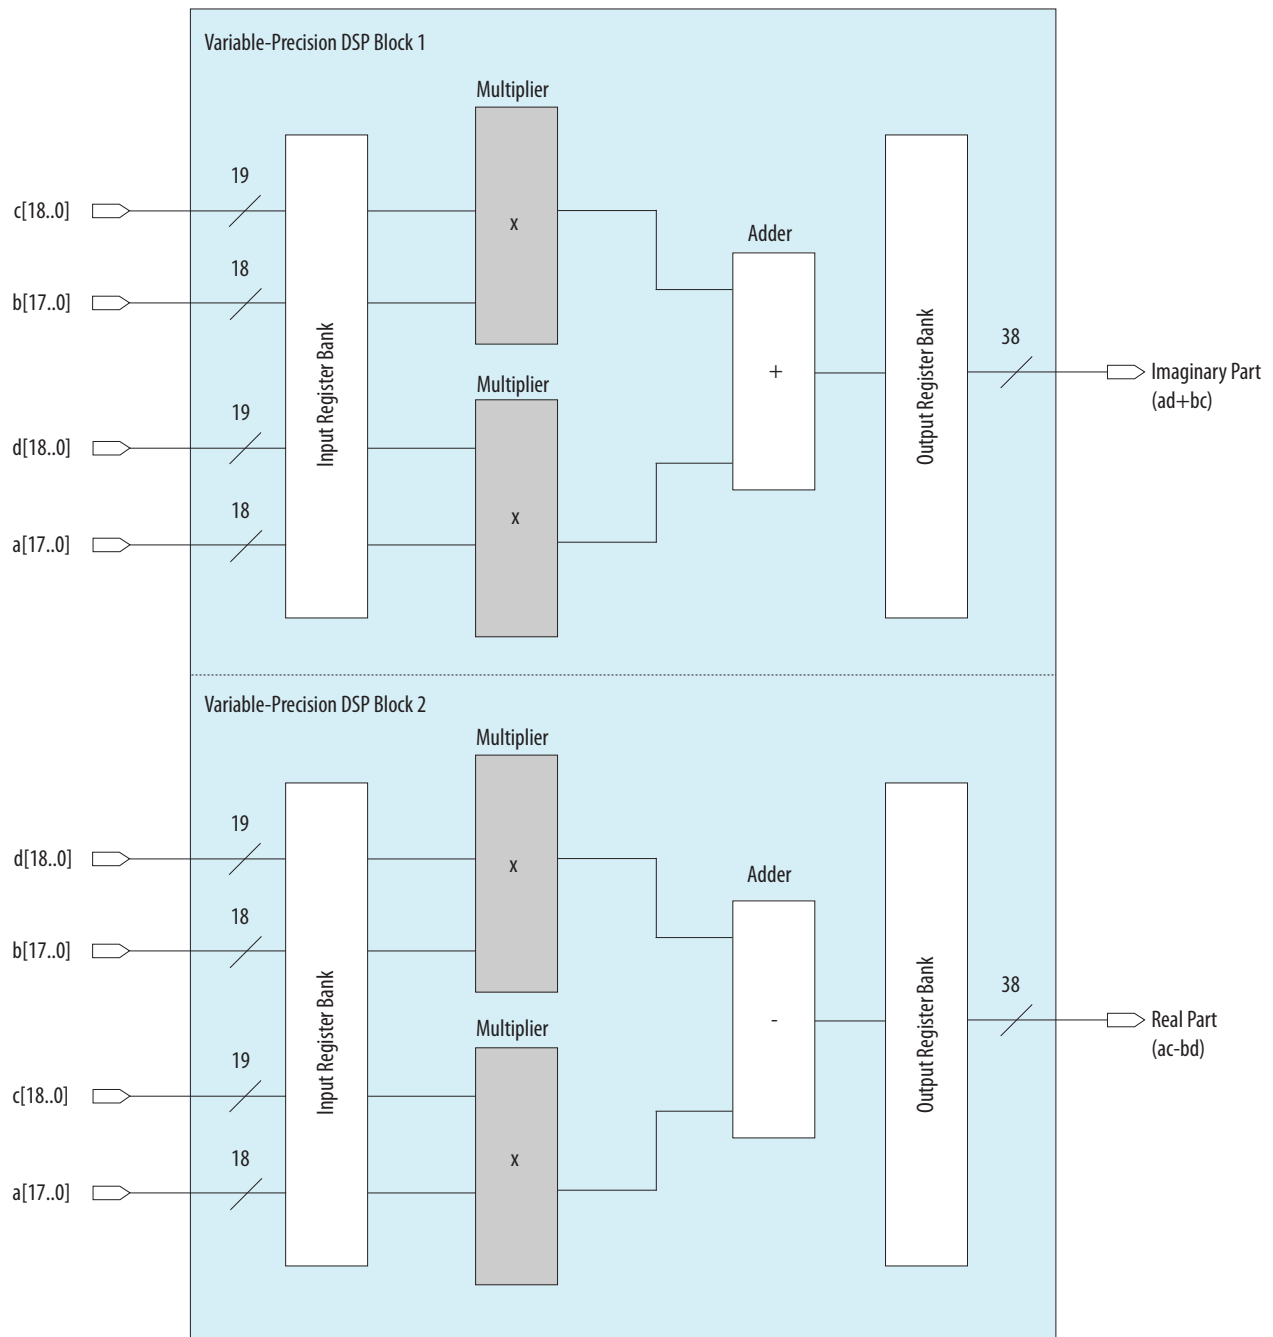 Variable-Precision DSP Block 1
Multiplier
19
c[18..0]
x
Adder
18
b[17..0]
Input Register Bank
Output Register Bank
38
+
Imaginary Part
(ad+bc)
Multiplier
19
d[18..0]
18
x
a[17..0]
Variable-Precision DSP Block 2
Multiplier
19
d[18..0]
x
Adder
18
b[17..0]
Input Register Bank
Output Register Bank
38
-
Real Part
(ac-bd)
Multiplier
19
c[18..0]
18
x
a[17..0]